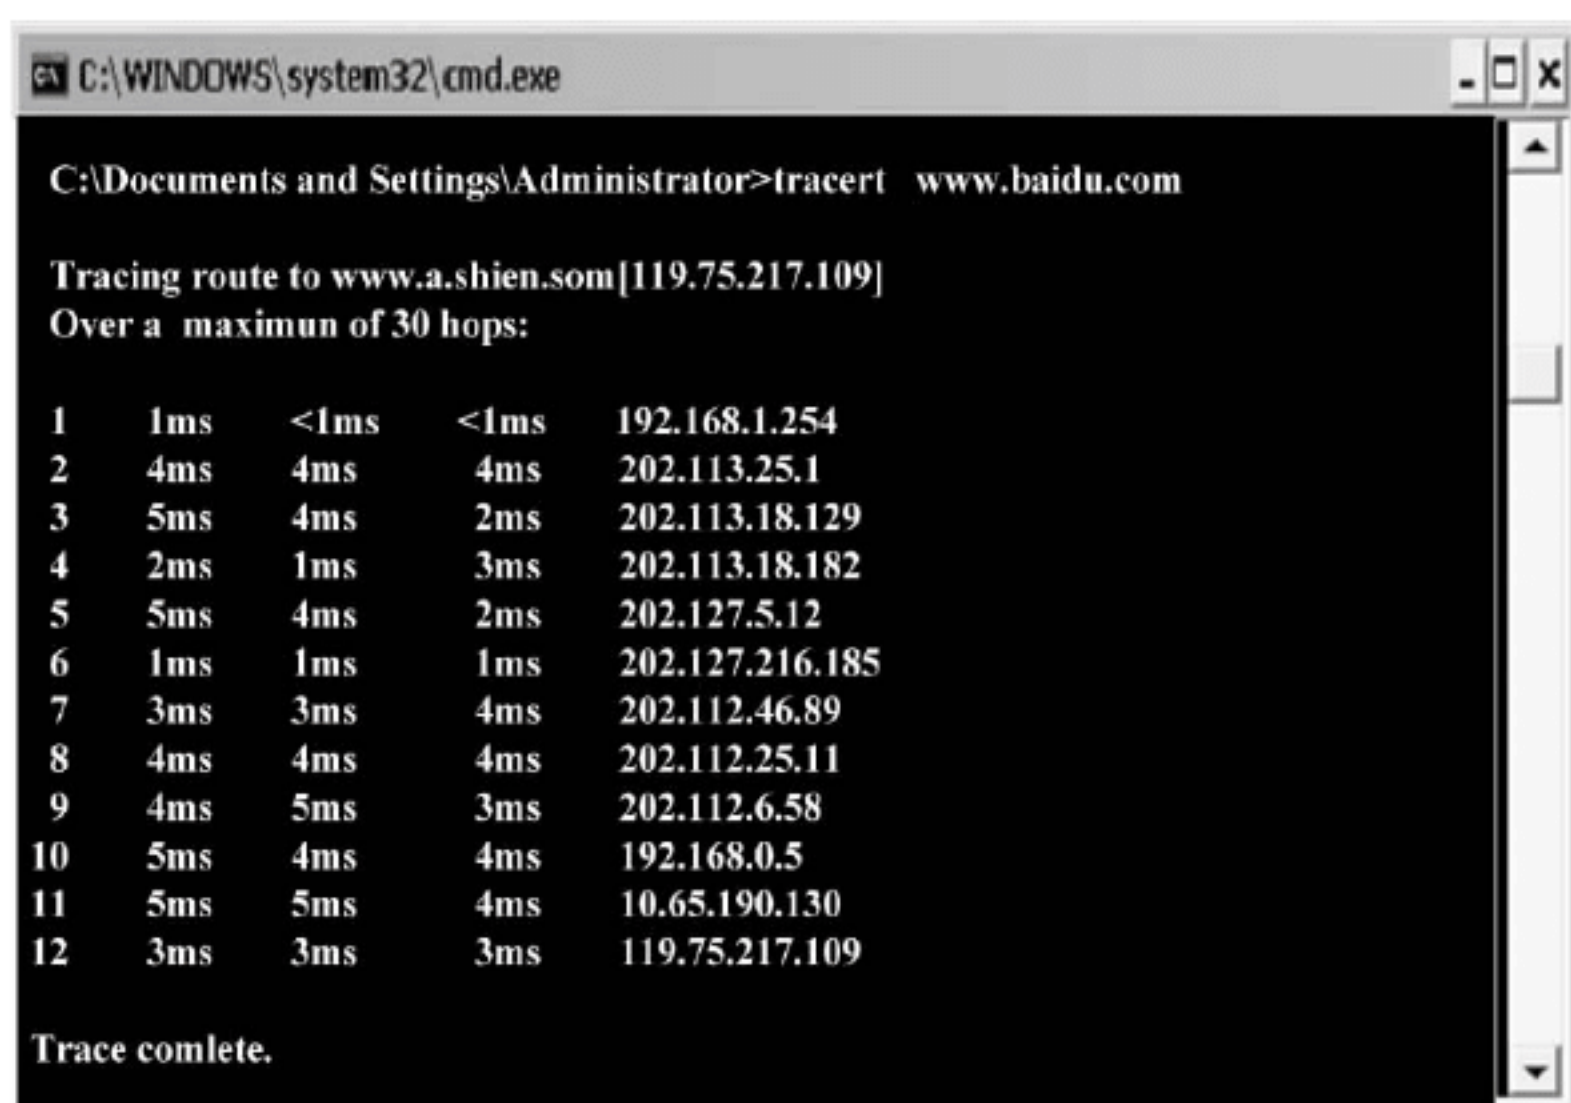 C:\WINDOWS\system32\cmd.exe
C:\Documents and Settings\Administrator>tracert www.baidu.com
Tracing route to www.a.shien.som[119.75.217.109]
Over a maximun of 30 hops:
1 1ms <1ms <1ms 192.168.1.254
2 4ms 4ms 4ms 202.113.25.1
3 5ms 4ms 2ms 202.113.18.129
4 2ms 1ms 3ms 202.113.18.182
5 5ms 4ms 2ms 202.127.5.12
6 1ms 1ms 1ms 202.127.216.185
7 3ms 3ms 4ms 202.112.46.89
8 4ms 4ms 4ms 202.112.25.11
9 4ms 5ms 3ms 202.112.6.58
10 5ms 4ms 4ms 192.168.0.5
11 5ms 5ms 4ms 10.65.190.130
12 3ms 3ms 3ms 119.75.217.109
Trace comlete.